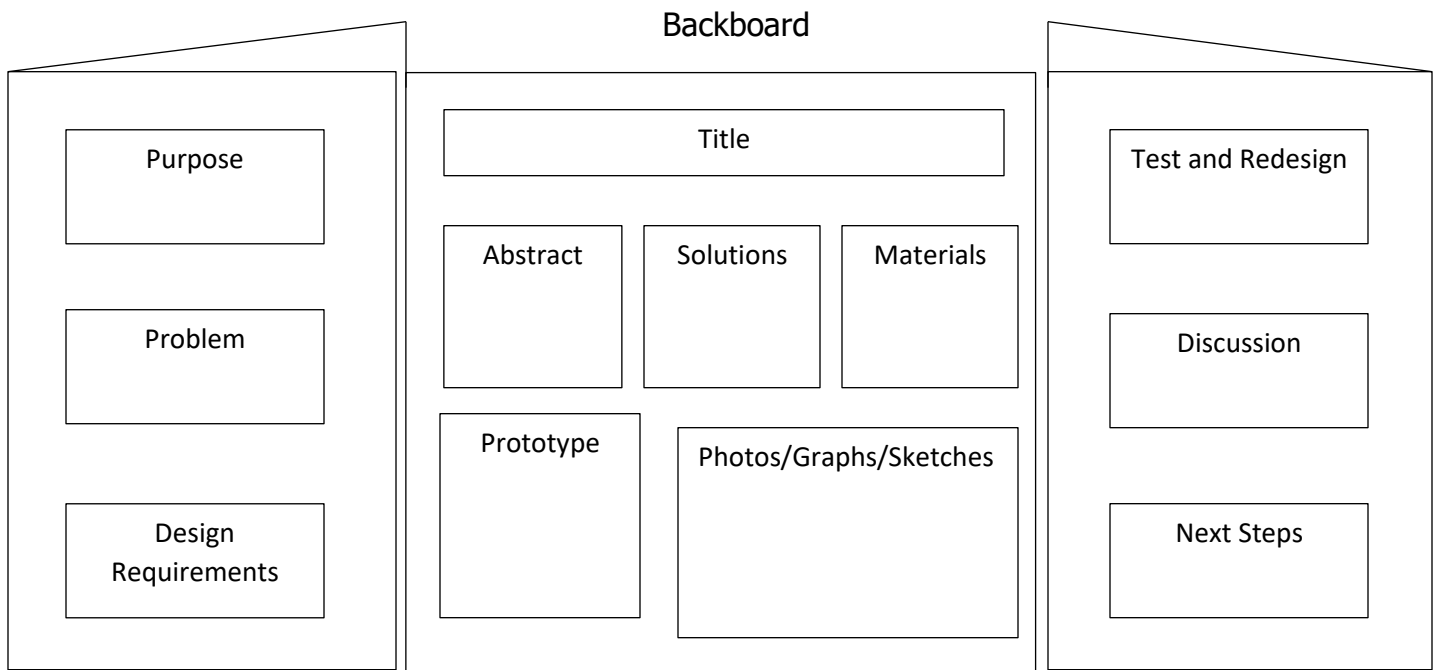 Backboard
Purpose
Problem
Design
Requirements
Title
Abstract
Solutions
Materials
Prototype
Photos/Graphs/Sketches
Test and Redesign
Discussion
Next Steps